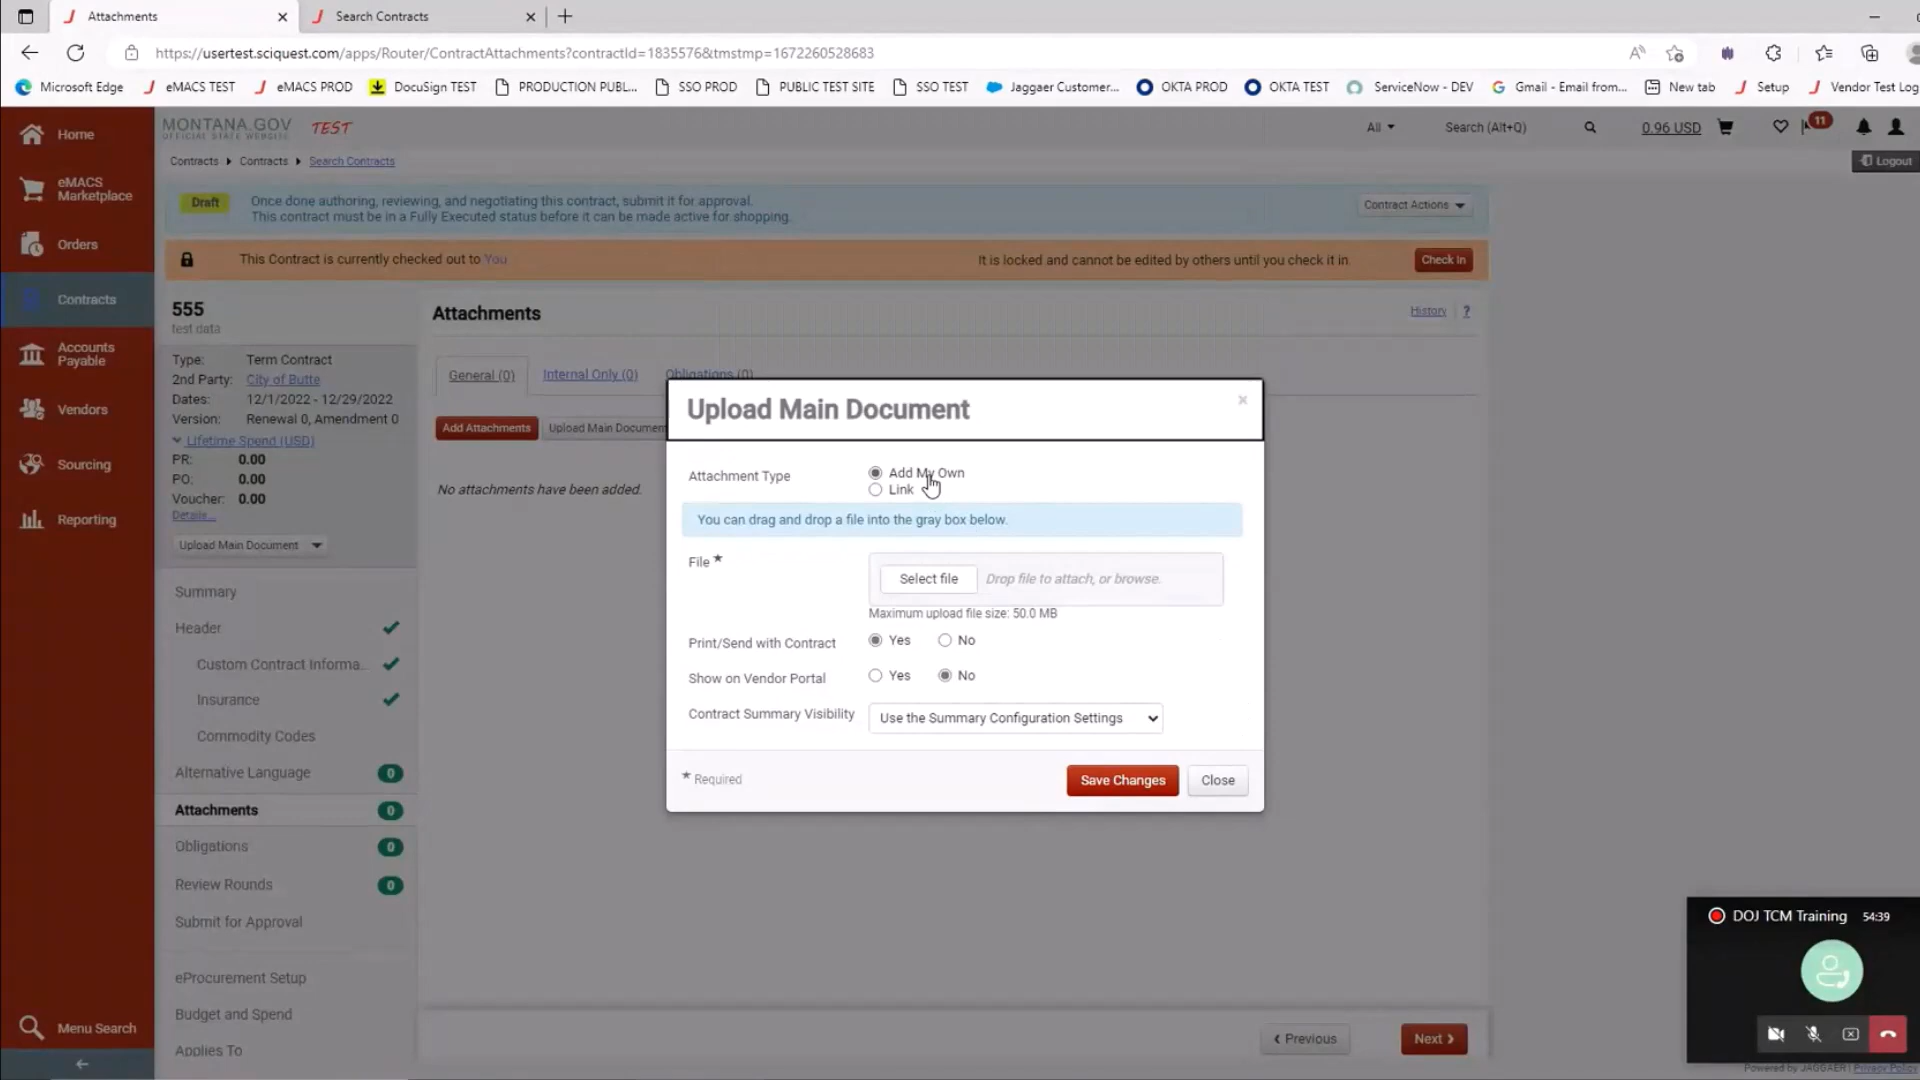 Attachments
Search Contracts
https://usertest.sciquest.com/apps/Router/ContractAttachments?contractId=1835576&tmstmp=1672260528683
Microsoft Edge
eMACS TEST
eMACS PROD
DocuSign TEST
PRODUCTION PUBL...
SSO PROD
PUBLIC TEST SITE
SSO TEST
Jaggaer Customer...
OKTA PROD
OKTA TEST
ServiceNow - DEV
Gmail - Email from...
New tab
Setup
Vendor Test Log
Home
eMACS
Marketplace
Orders
Contracts
Accounts
Payable
Vendors
Sourcing
Reporting
Menu Search
MONTANA.GOV
OFFICIAL STATE WEBSITE
TEST
All
Search (Alt+Q)
0.96 USD
11
Logout
Contracts
Contracts
Search Contracts
Draft
Once done authoring, reviewing, and negotiating this contract, submit it for approval.
This contract must be in a Fully Executed status before it can be made active for shopping.
Contract Actions
This Contract is currently checked out to You
It is locked and cannot be edited by others until you check it in.
Check In
555
test data
Type: Term Contract
2nd Party: City of Butte
Dates: 12/1/2022 - 12/29/2022
Version: Renewal 0, Amendment 0
Lifetime Spend (USD)
PR: 0.00
PO: 0.00
Voucher: 0.00
Details...
Upload Main Document
Summary
Header
Custom Contract Informa...
Insurance
Commodity Codes
Alternative Language 0
Attachments 0
Obligations 0
Review Rounds 0
Submit for Approval
eProcurement Setup
Budget and Spend
Applies To
Attachments
History ?
General (0)
Internal Only (0)
Obligations (0)
Add Attachments
Upload Main Document
No attachments have been added.
Upload Main Document
×
Attachment Type
Add My Own
Link
You can drag and drop a file into the gray box below.
File *
Select file
Drop file to attach, or browse.
Maximum upload file size: 50.0 MB
Print/Send with Contract
Yes
No
Show on Vendor Portal
Yes
No
Contract Summary Visibility
Use the Summary Configuration Settings
* Required
Save Changes
Close
Previous
Next
DOJ TCM Training 54:39
Powered by JAGGAER | Privacy Policy